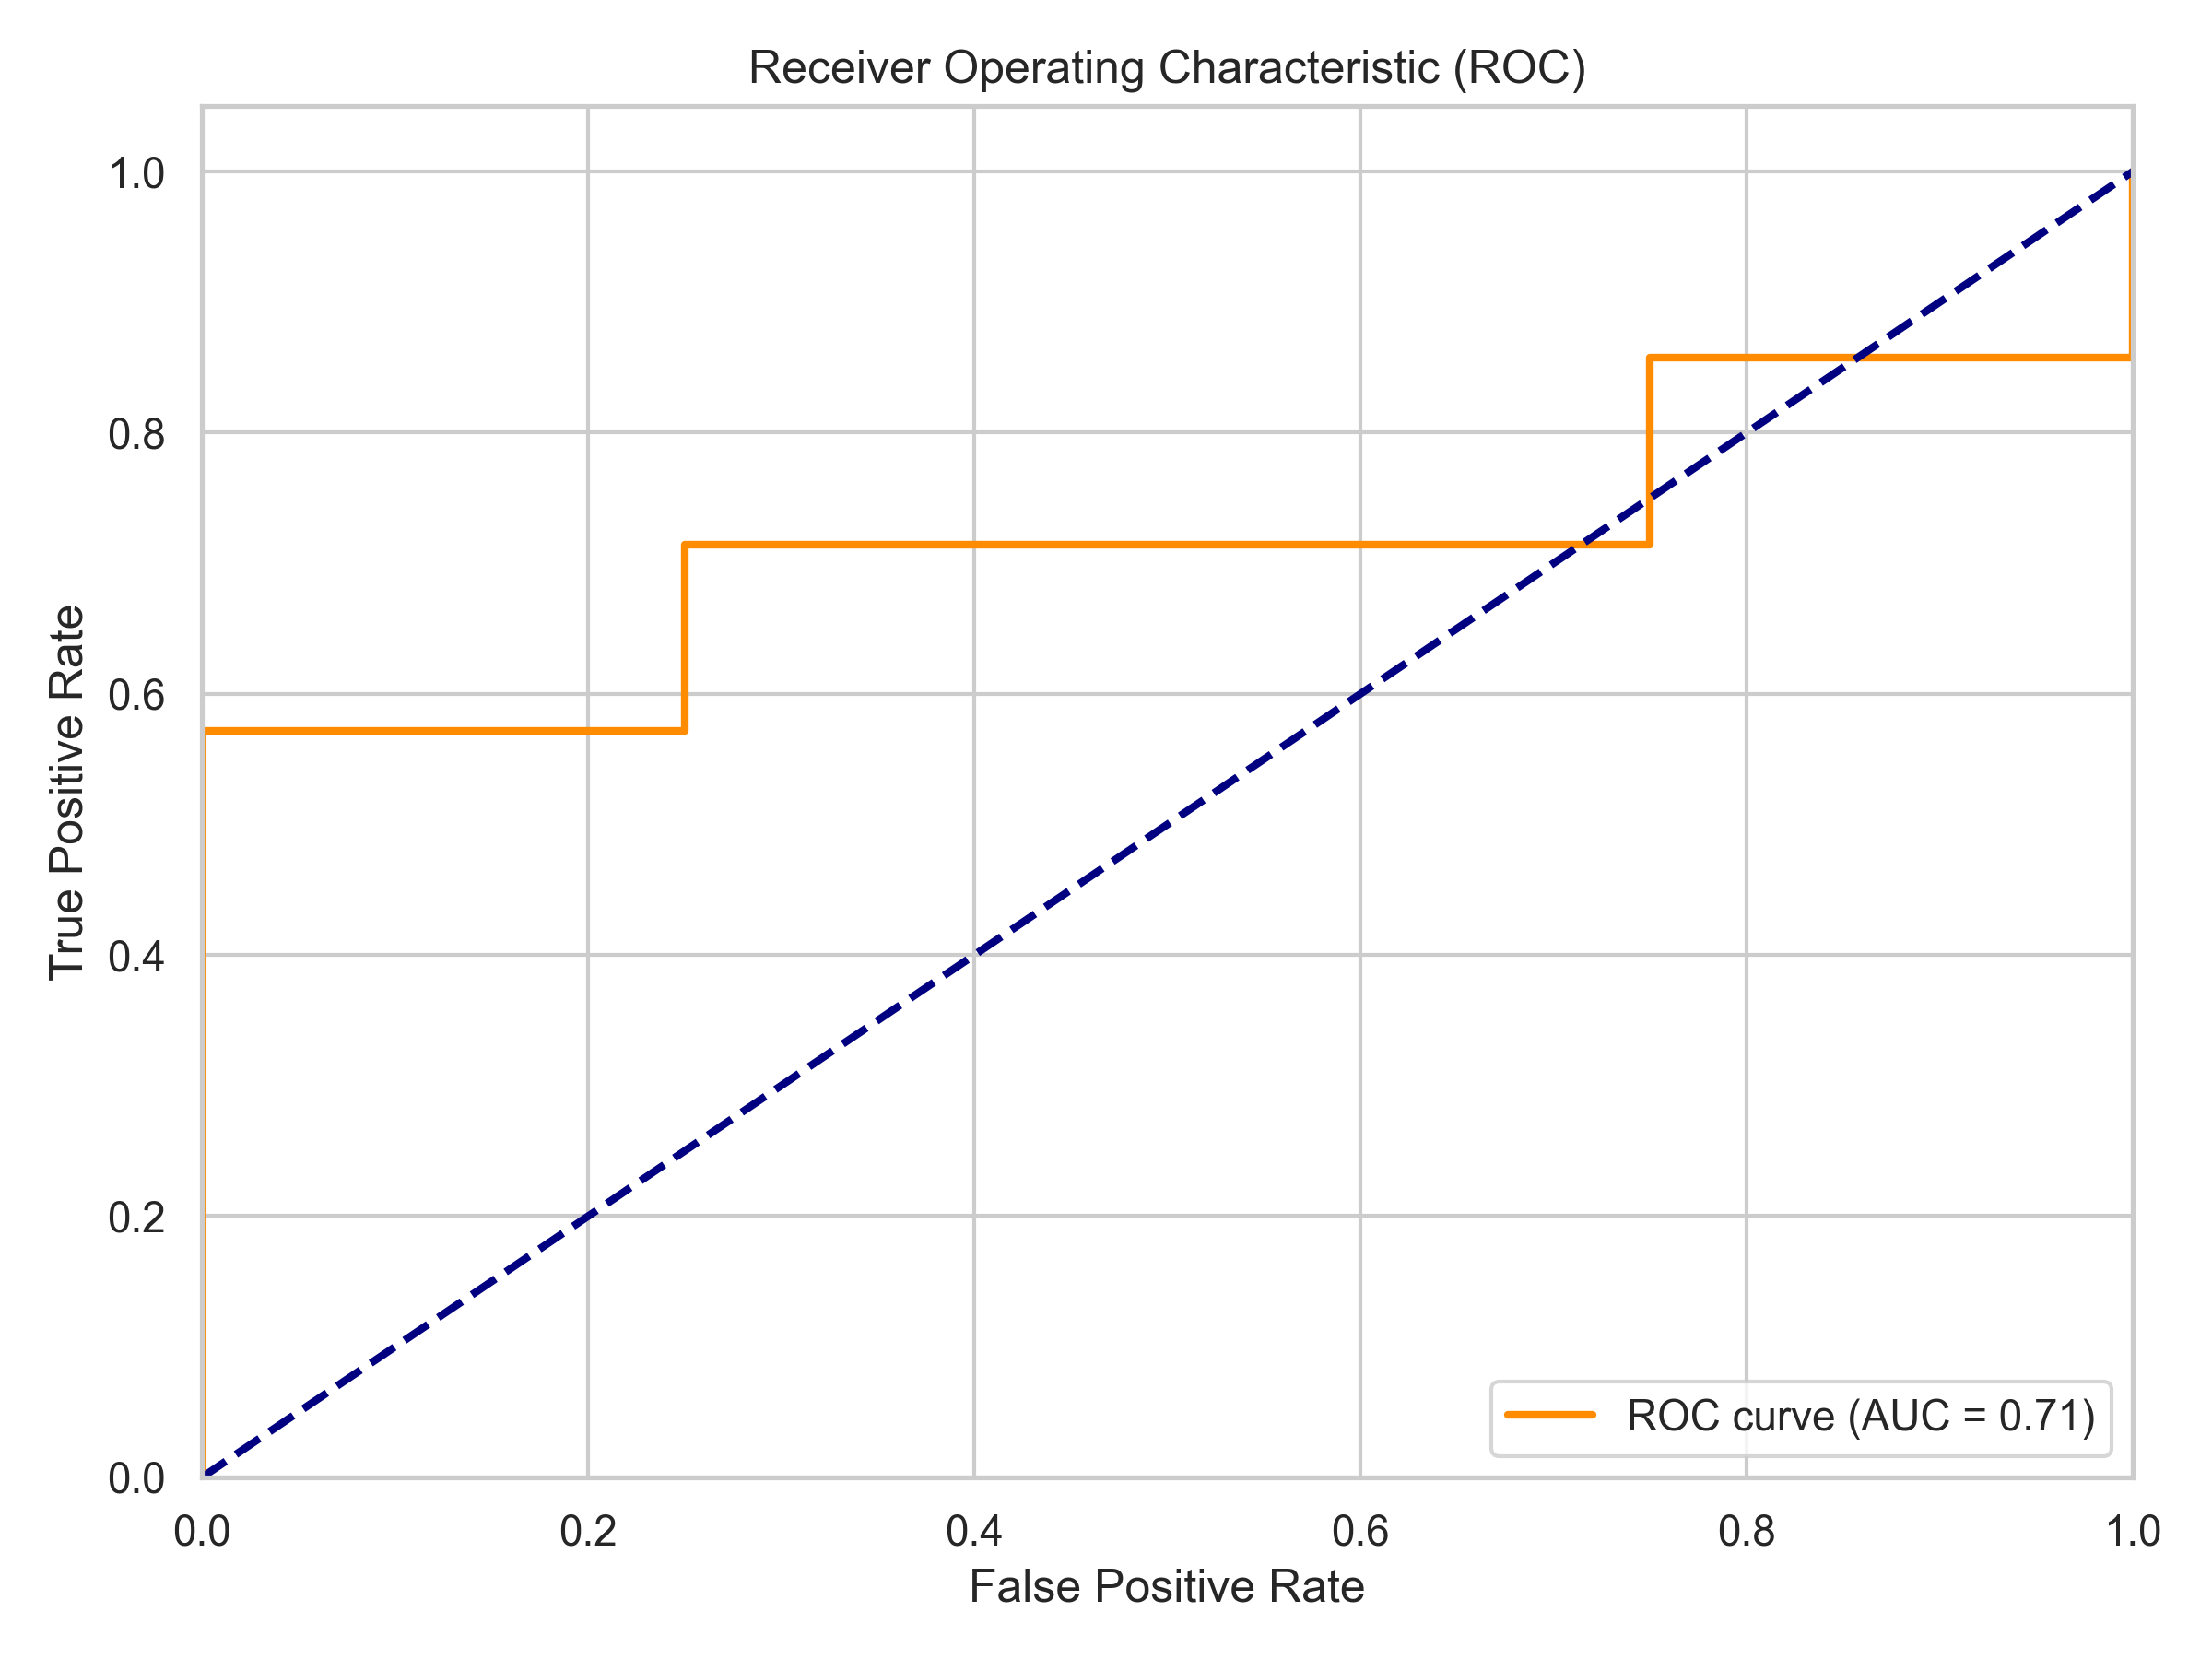 Receiver Operating Characteristic (ROC)
1.0
0.8
0.6
0.4
0.2
0.0
True Positive Rate
ROC curve (AUC = 0.71)
0.0 0.2 0.4 0.6 0.8 1.0
False Positive Rate